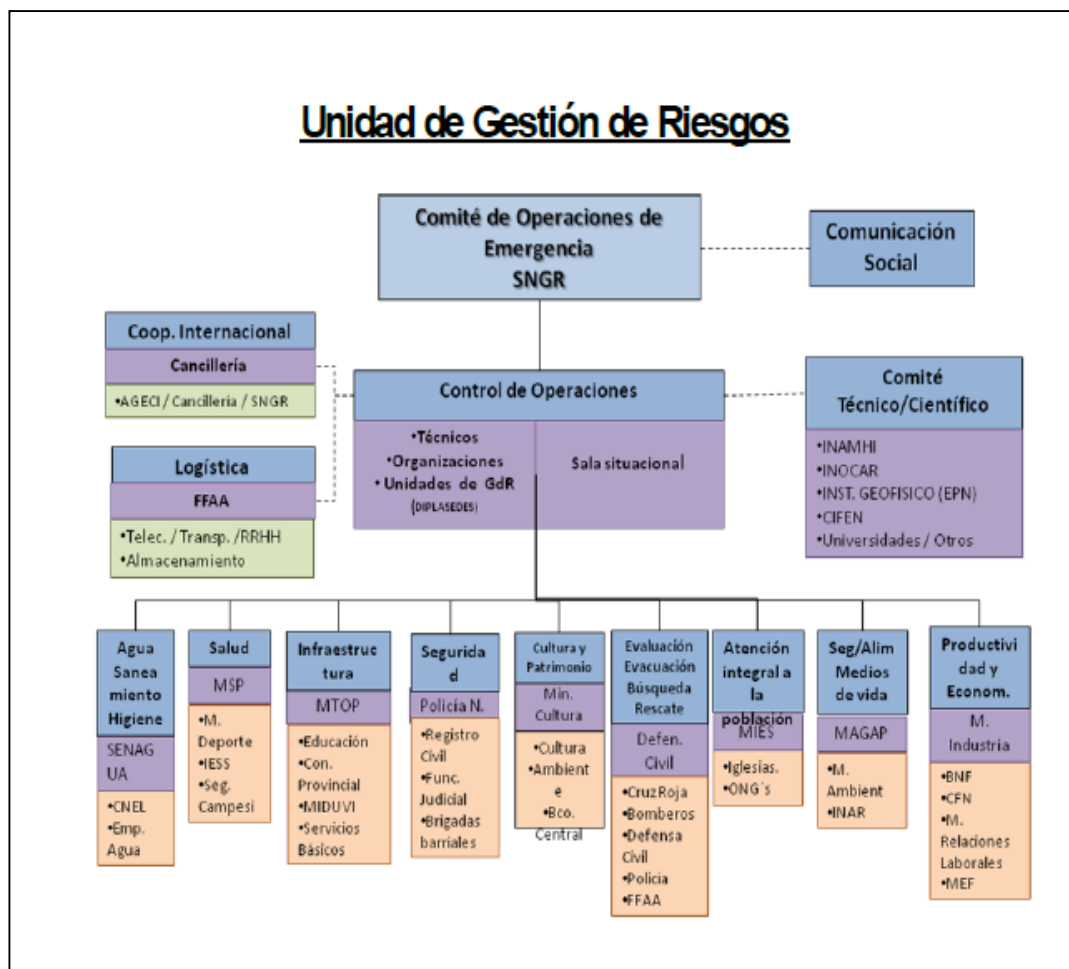 Unidad de Gestión de Riesgos
Comité de Operaciones de
Emergencia
SNGR
Comunicación
Social
Coop. Internacional
Cancillería
•AGECI / Cancillería / SNGR
Logística
FFAA
•Telec. / Transp. /RRHH
•Almacenamiento
Control de Operaciones
•Técnicos
•Organizaciones
•Unidades de GdR
(DIPLASEDES)
Sala situacional
Comité
Técnico/Científico
•INAMHI
•INOCAR
•INST. GEOFISICO (EPN)
•CIFEN
•Universidades / Otros
Agua
Sanea
miento
Higiene
SENAG
UA
•CNEL
•Emp.
Agua
Salud
MSP
•M.
Deporte
•IESS
•Seg.
Campesi
Infraestruc
tura
MTOP
•Educación
•Con.
Provincial
•MIDUVI
•Servicios
Básicos
Segurida
d
Policía N.
•Registro
Civil
•Func.
Judicial
•Brigadas
barriales
Cultura y
Patrimonio
Min.
Cultura
•Cultura
•Ambient
e
•Bco.
Central
Evaluación
Evacuación
Búsqueda
Rescate
Defen.
Civil
•CruzRoja
•Bomberos
•Defensa
Civil
•Policia
•FFAA
Atención
integral a
la
población
MIES
•Iglesias.
•ONG´s
Seg/Alim
Medios
de vida
MAGAP
•M.
Ambient
•INAR
Productivi
dad y
Econom.
M.
Industria
•BNF
•CFN
•M.
Relaciones
Laborales
•MEF